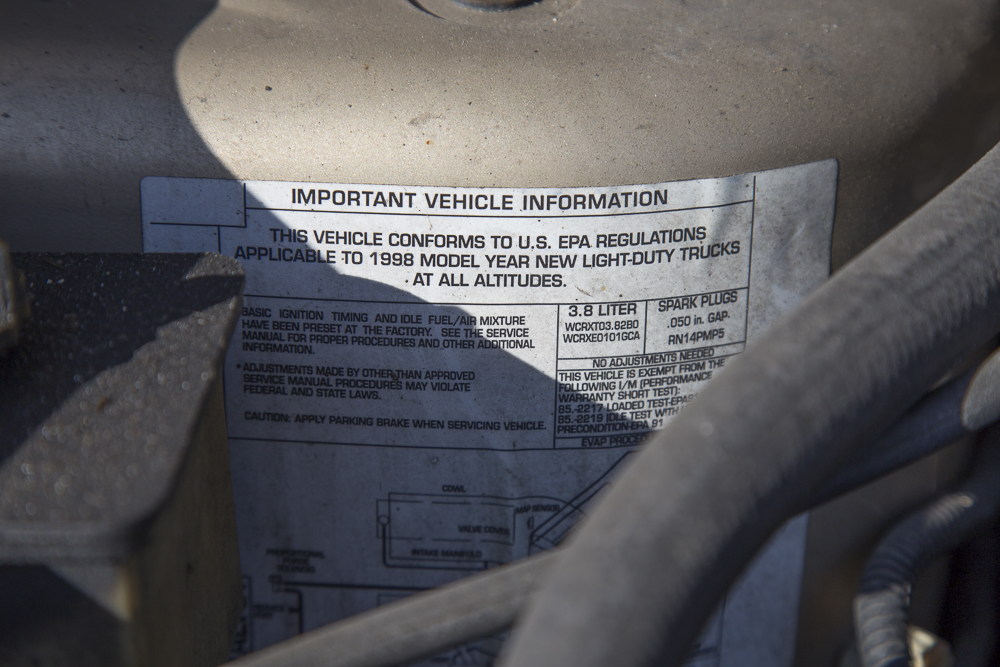 IMPORTANT VEHICLE INFORMATION
THIS VEHICLE CONFORMS TO U.S. EPA REGULATIONS
APPLICABLE TO 1998 MODEL YEAR NEW LIGHT-DUTY TRUCKS
AT ALL ALTITUDES.
BASIC IGNITION TIMING AND IDLE FUEL/AIR MIXTURE
HAVE BEEN PRESET AT THE FACTORY. SEE THE SERVICE
MANUAL FOR PROPER PROCEDURES AND OTHER ADDITIONAL
INFORMATION.
* ADJUSTMENTS MADE BY OTHER THAN APPROVED
SERVICE MANUAL PROCEDURES MAY VIOLATE
FEDERAL AND STATE LAWS.
CAUTION: APPLY PARKING BRAKE WHEN SERVICING VEHICLE.
3.8 LITER
WCRXT03.82B0
WCRXE0101GCA
SPARK PLUGS
.050 in. GAP
RN14PMP5
NO ADJUSTMENTS NEEDED
THIS VEHICLE IS EXEMPT FROM THE
FOLLOWING I/M (PERFORMANCE
WARRANTY SHORT TEST):
85.-2217 LOADED TEST-EPA
85.-2219 IDLE TEST WITH
PRECONDITION-EPA 91
EVAP
COWL
MAP SENSOR
VALVE COVER
INTAKE MANIFOLD
PROPORTIONAL
PURGE
SOLENOID